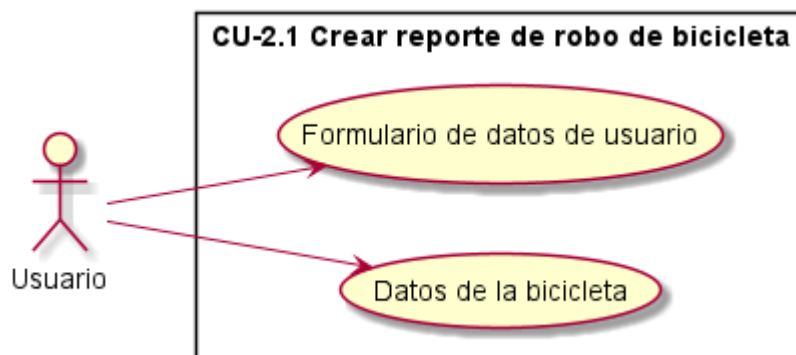 CU-2.1 Crear reporte de robo de bicicleta
Formulario de datos de usuario
Usuario
Datos de la bicicleta